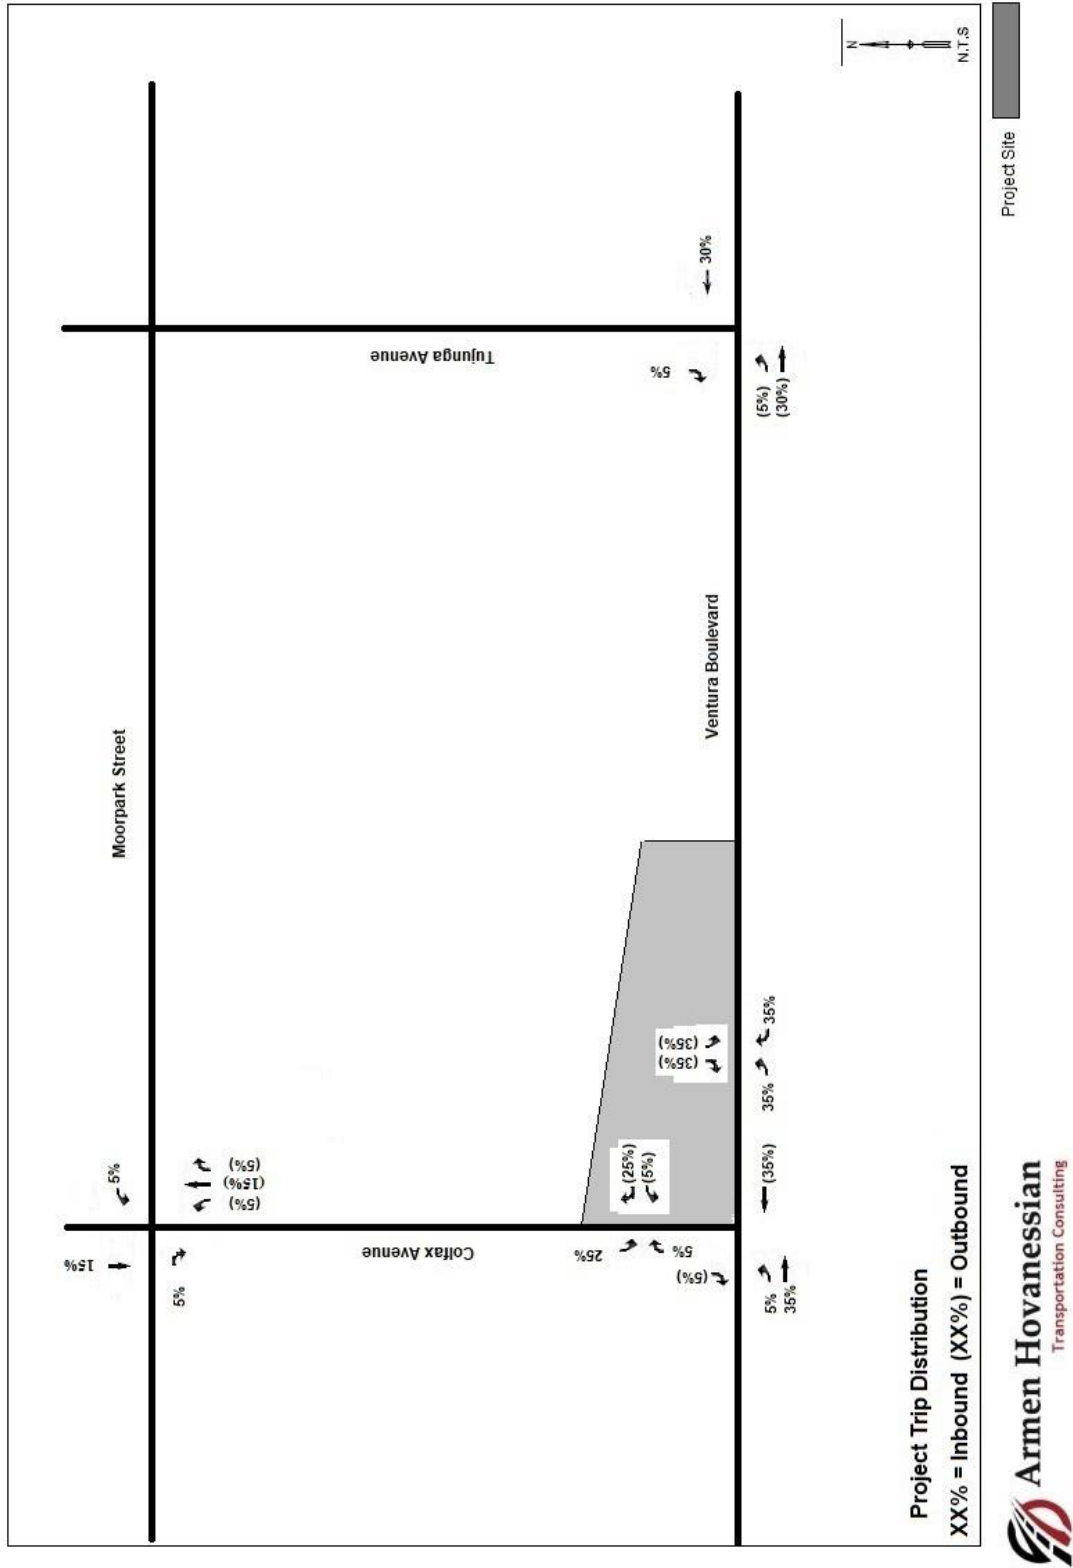 Moorpark Street
15%
5%
5%
(5%)
(15%)
(5%)
Colfax Avenue
Tujunga Avenue
25%
5%
(5%)
(25%)
(5%)
(35%)
(35%)
Ventura Boulevard
5%
30%
5%
35%
(35%)
35%
35%
(5%)
(30%)
Project Trip Distribution
XX% = Inbound (XX%) = Outbound
N
N.T.S
Armen Hovanessian
Transportation Consulting
Project Site